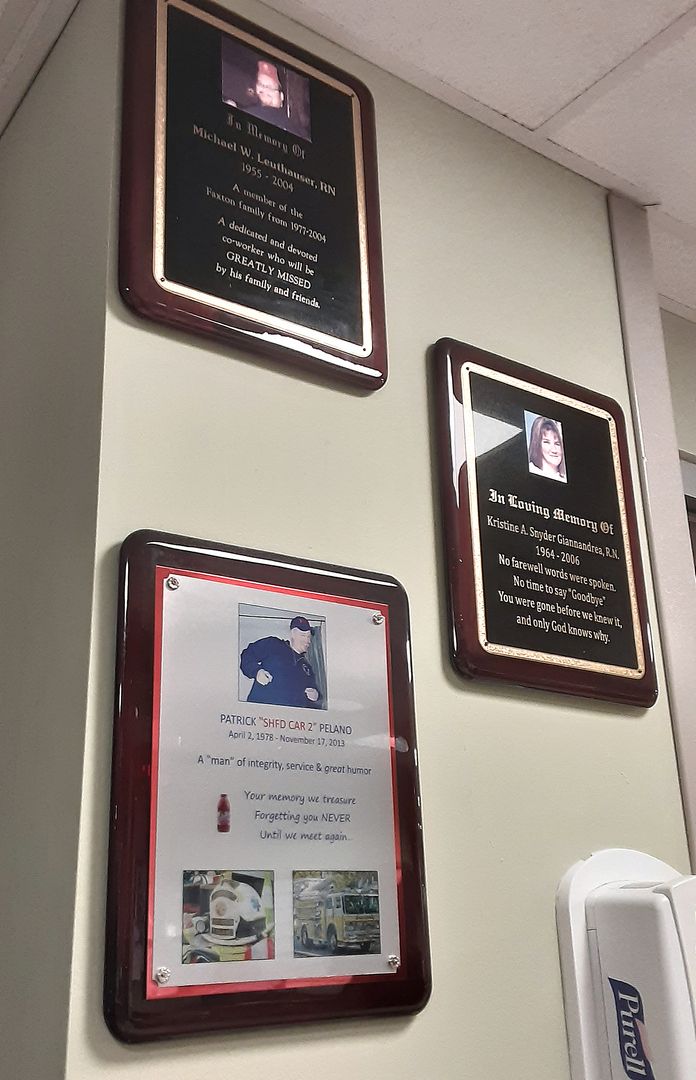 In Memory Of
Michael W. Leuthauser, RN
1955 - 2004
A member of the
Faxton family from 1977-2004
A dedicated and devoted
co-worker who will be
GREATLY MISSED
by his family and friends.
In Loving Memory Of
Kristine A. Snyder Giannandrea, R.N.
1964 - 2006
No farewell words were spoken.
No time to say "Goodbye"
You were gone before we knew it,
and only God knows why.
PATRICK "SHFD CAR 2" PELANO
April 2, 1978 - November 17, 2013
A "man" of integrity, service & great humor
Your memory we treasure
Forgetting you NEVER
Until we meet again...
Purell